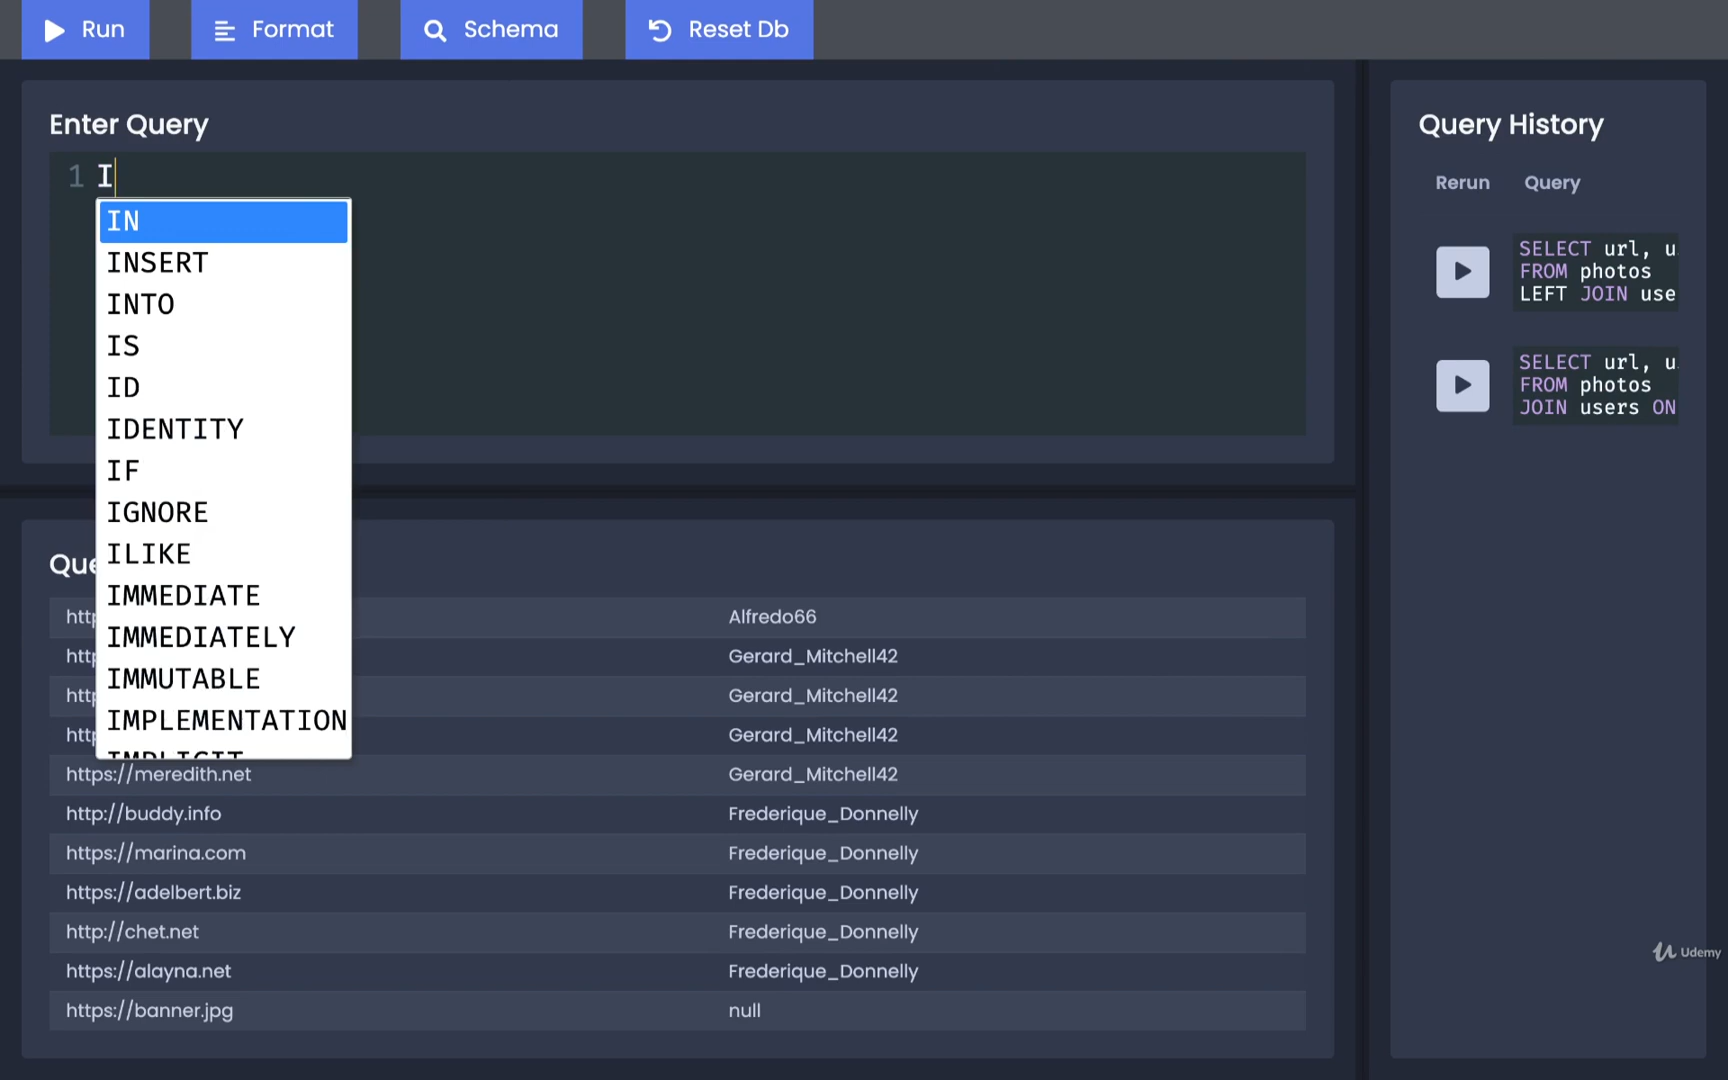 Run
Format
Schema
Reset Db
Enter Query
1 I
IN
INSERT
INTO
IS
ID
IDENTITY
IF
IGNORE
ILIKE
IMMEDIATE
IMMEDIATELY
IMMUTABLE
IMPLEMENTATION
IMPLICIT
Alfredo66
Gerard_Mitchell42
Gerard_Mitchell42
Gerard_Mitchell42
https://meredith.net Gerard_Mitchell42
http://buddy.info Frederique_Donnelly
https://marina.com Frederique_Donnelly
https://adelbert.biz Frederique_Donnelly
http://chet.net Frederique_Donnelly
https://alayna.net Frederique_Donnelly
https://banner.jpg null
Query History
Rerun Query
SELECT url, u
FROM photos
LEFT JOIN use
SELECT url, u
FROM photos
JOIN users ON
Udemy